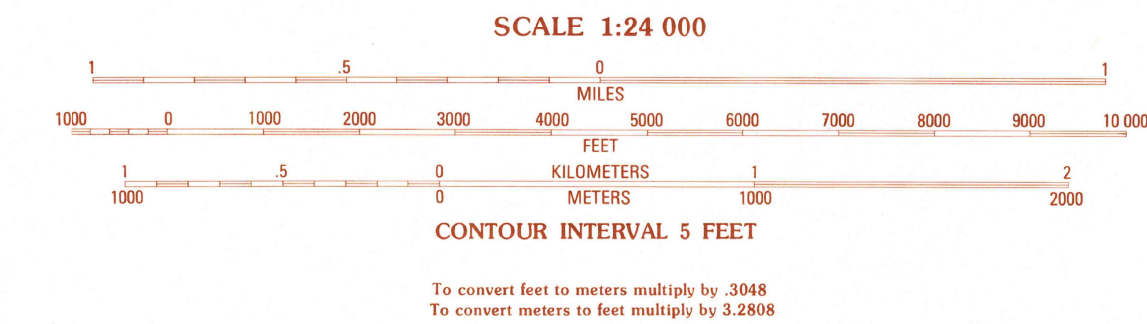 SCALE 1:24 000
1 .5 0 1
MILES
1000 0 1000 2000 3000 4000 5000 6000 7000 8000 9000 10 000
FEET
1 .5 0 KILOMETERS 1 2
1000 0 METERS 1000 2000
CONTOUR INTERVAL 5 FEET
To convert feet to meters multiply by .3048
To convert meters to feet multiply by 3.2808